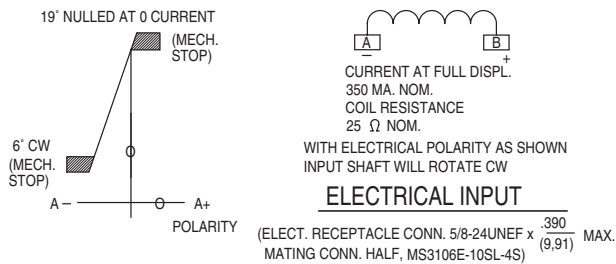 19° NULLED AT 0 CURRENT
(MECH.
STOP)
6° CW
(MECH.
STOP)
O
A –
O
A+
POLARITY
A
B
–
+
CURRENT AT FULL DISPL.
350 MA. NOM.
COIL RESISTANCE
25 Ω NOM.
WITH ELECTRICAL POLARITY AS SHOWN
INPUT SHAFT WILL ROTATE CW
ELECTRICAL INPUT
(ELECT. RECEPTACLE CONN. 5/8-24UNEF x .390/(9,91) MAX.
MATING CONN. HALF, MS3106E-10SL-4S)